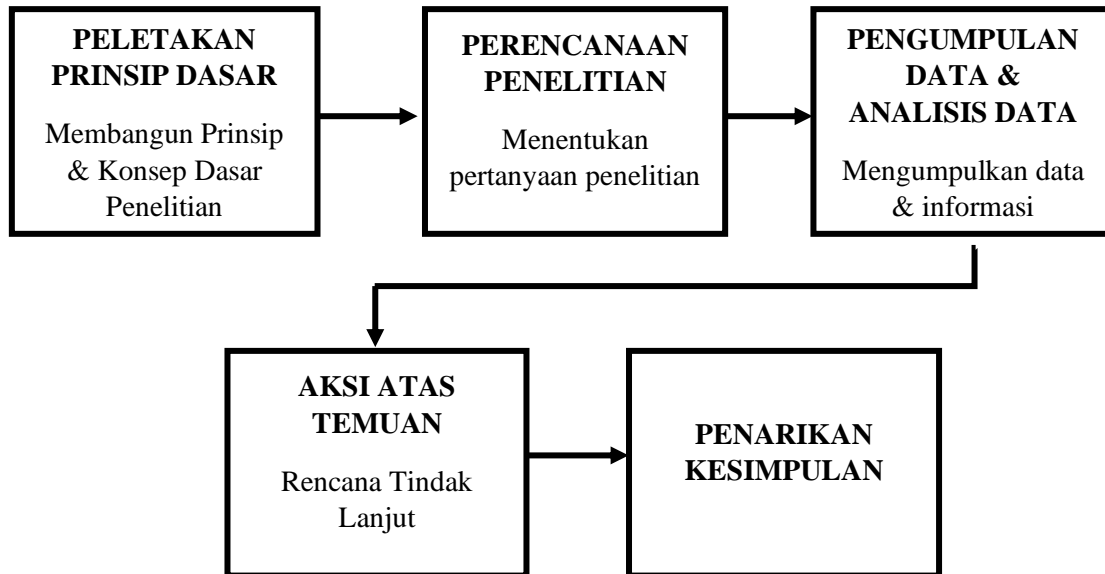 PELETAKAN
PRINSIP DASAR
Membangun Prinsip
& Konsep Dasar
Penelitian
PERENCANAAN
PENELITIAN
Menentukan
pertanyaan penelitian
PENGUMPULAN
DATA &
ANALISIS DATA
Mengumpulkan data
& informasi
AKSI ATAS
TEMUAN
Rencana Tindak
Lanjut
PENARIKAN
KESIMPULAN